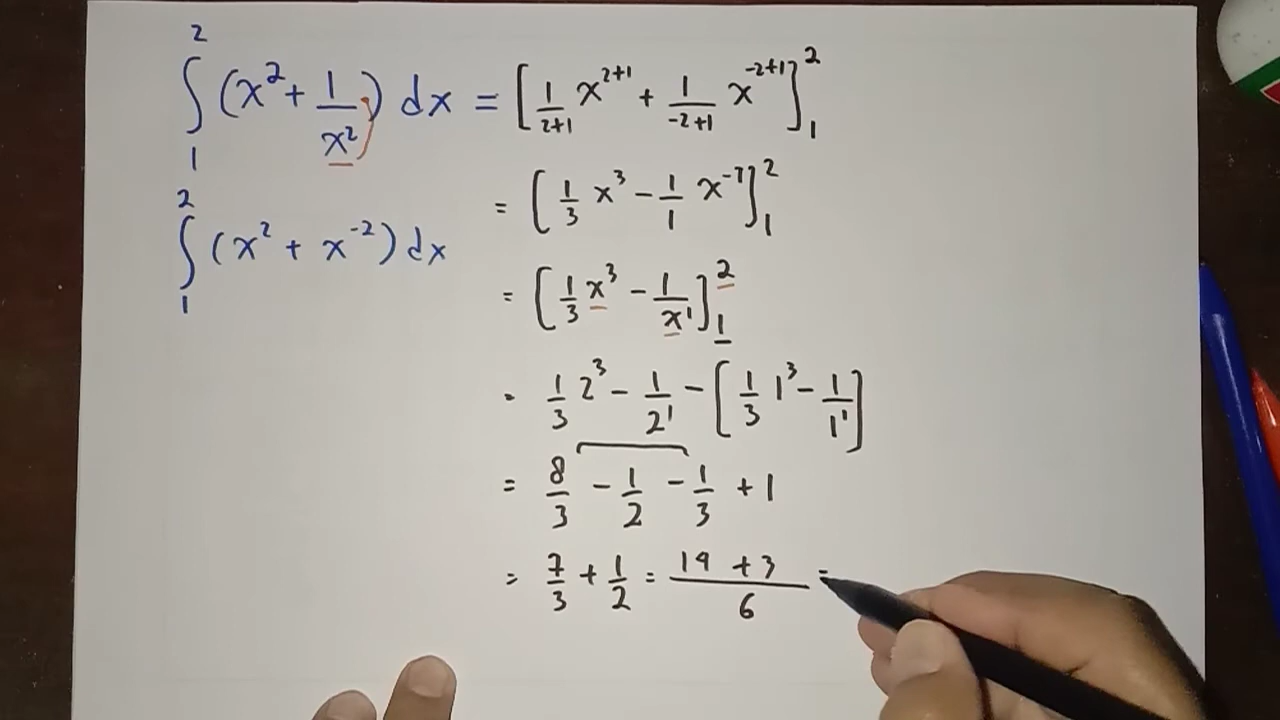 ∫₁² (x² + 1/x²) dx = [1/(2+1) x²⁺¹ + 1/(-2+1) x⁻²⁺¹]₁²
= [1/3 x³ - 1/1 x⁻¹]₁²
∫₁² (x² + x⁻²) dx
= [1/3 x³ - 1/x¹]₁²
= 1/3 2³ - 1/2¹ - [1/3 1³ - 1/1¹]
= 8/3 - 1/2 - 1/3 + 1
= 7/3 + 1/2 = (14 + 3)/6 =